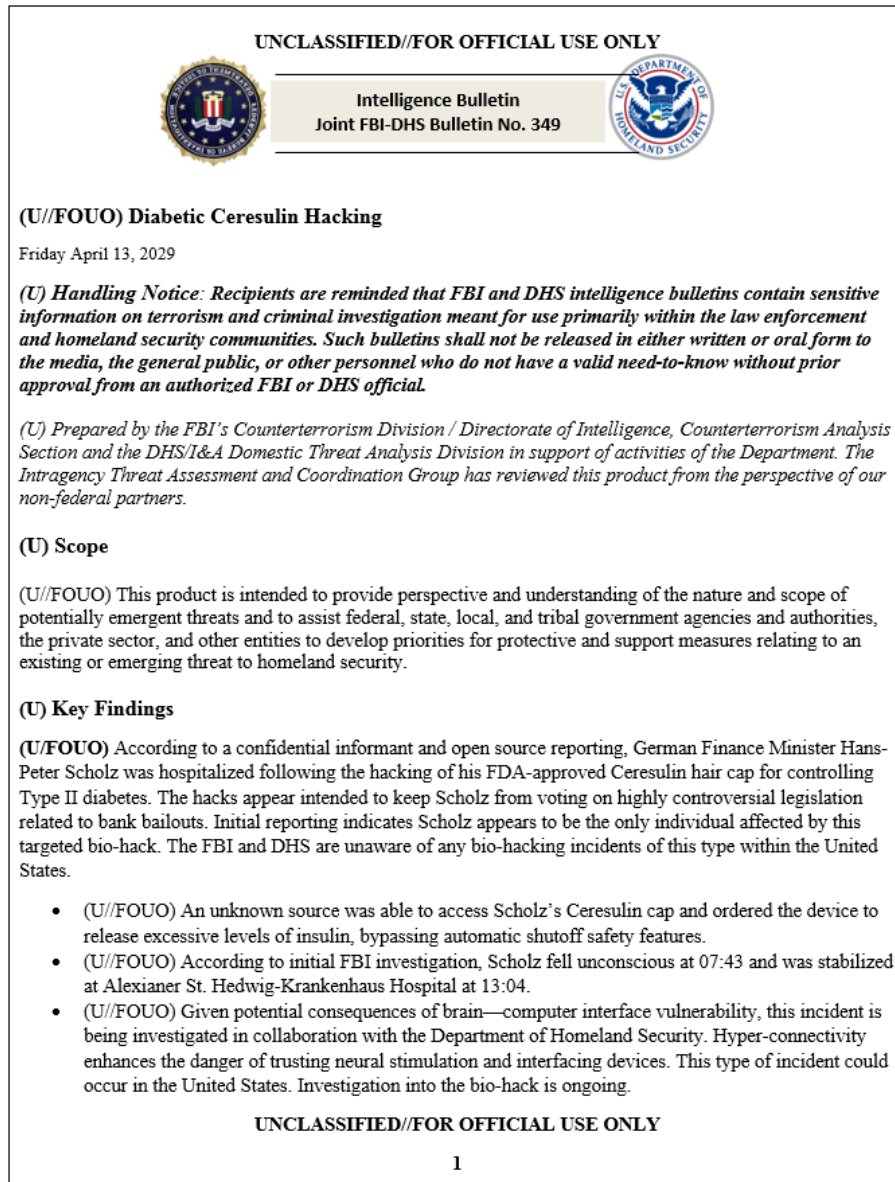 UNCLASSIFIED//FOR OFFICIAL USE ONLY
Intelligence Bulletin
Joint FBI-DHS Bulletin No. 349
U.S. DEPARTMENT OF
HOMELAND SECURITY
(U//FOUO) Diabetic Ceresulin Hacking
Friday April 13, 2029
(U) Handling Notice: Recipients are reminded that FBI and DHS intelligence bulletins contain sensitive
information on terrorism and criminal investigation meant for use primarily within the law enforcement
and homeland security communities. Such bulletins shall not be released in either written or oral form to
the media, the general public, or other personnel who do not have a valid need-to-know without prior
approval from an authorized FBI or DHS official.
(U) Prepared by the FBI's Counterterrorism Division / Directorate of Intelligence, Counterterrorism Analysis
Section and the DHS/I&A Domestic Threat Analysis Division in support of activities of the Department. The
Intragency Threat Assessment and Coordination Group has reviewed this product from the perspective of our
non-federal partners.
(U) Scope
(U//FOUO) This product is intended to provide perspective and understanding of the nature and scope of
potentially emergent threats and to assist federal, state, local, and tribal government agencies and authorities,
the private sector, and other entities to develop priorities for protective and support measures relating to an
existing or emerging threat to homeland security.
(U) Key Findings
(U/FOUO) According to a confidential informant and open source reporting, German Finance Minister Hans-
Peter Scholz was hospitalized following the hacking of his FDA-approved Ceresulin hair cap for controlling
Type II diabetes. The hacks appear intended to keep Scholz from voting on highly controversial legislation
related to bank bailouts. Initial reporting indicates Scholz appears to be the only individual affected by this
targeted bio-hack. The FBI and DHS are unaware of any bio-hacking incidents of this type within the United
States.
• (U//FOUO) An unknown source was able to access Scholz's Ceresulin cap and ordered the device to
release excessive levels of insulin, bypassing automatic shutoff safety features.
• (U//FOUO) According to initial FBI investigation, Scholz fell unconscious at 07:43 and was stabilized
at Alexianer St. Hedwig-Krankenhaus Hospital at 13:04.
• (U//FOUO) Given potential consequences of brain—computer interface vulnerability, this incident is
being investigated in collaboration with the Department of Homeland Security. Hyper-connectivity
enhances the danger of trusting neural stimulation and interfacing devices. This type of incident could
occur in the United States. Investigation into the bio-hack is ongoing.
UNCLASSIFIED//FOR OFFICIAL USE ONLY
1